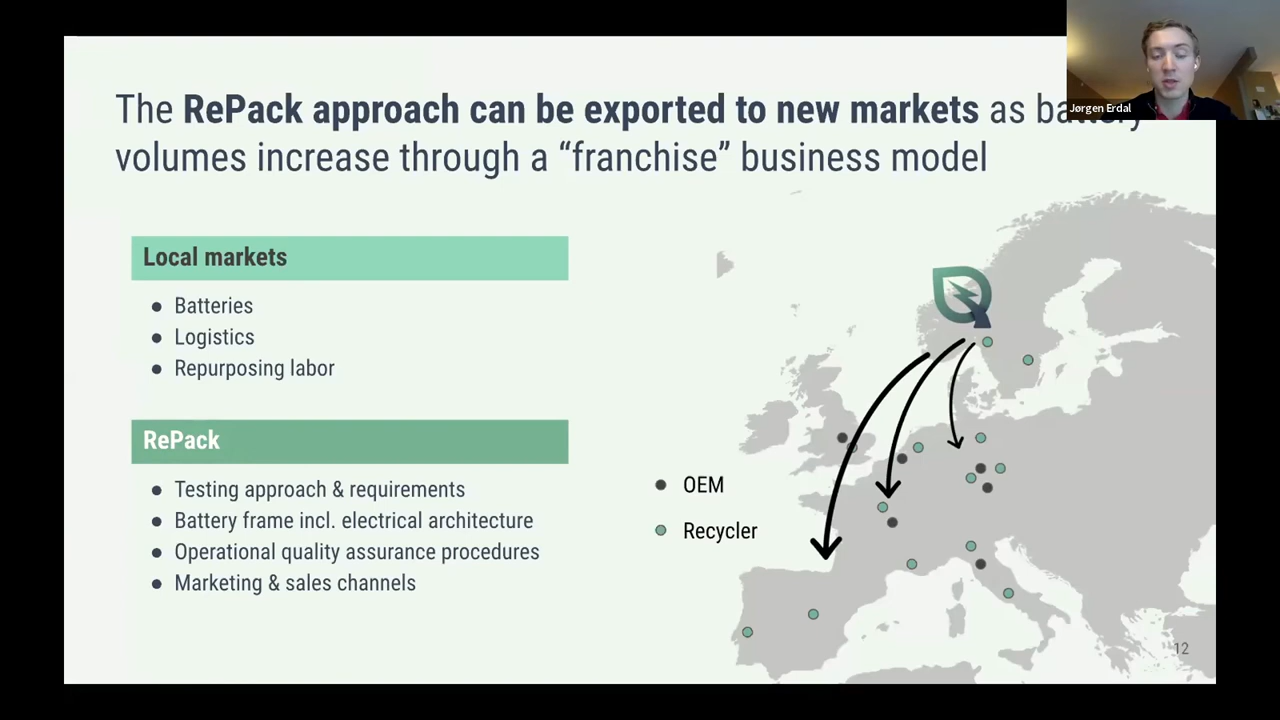 Jørgen Erdal
The RePack approach can be exported to new markets as battery
volumes increase through a “franchise” business model
Local markets
● Batteries
● Logistics
● Repurposing labor
RePack
● Testing approach & requirements
● Battery frame incl. electrical architecture
● Operational quality assurance procedures
● Marketing & sales channels
OEM
Recycler
12